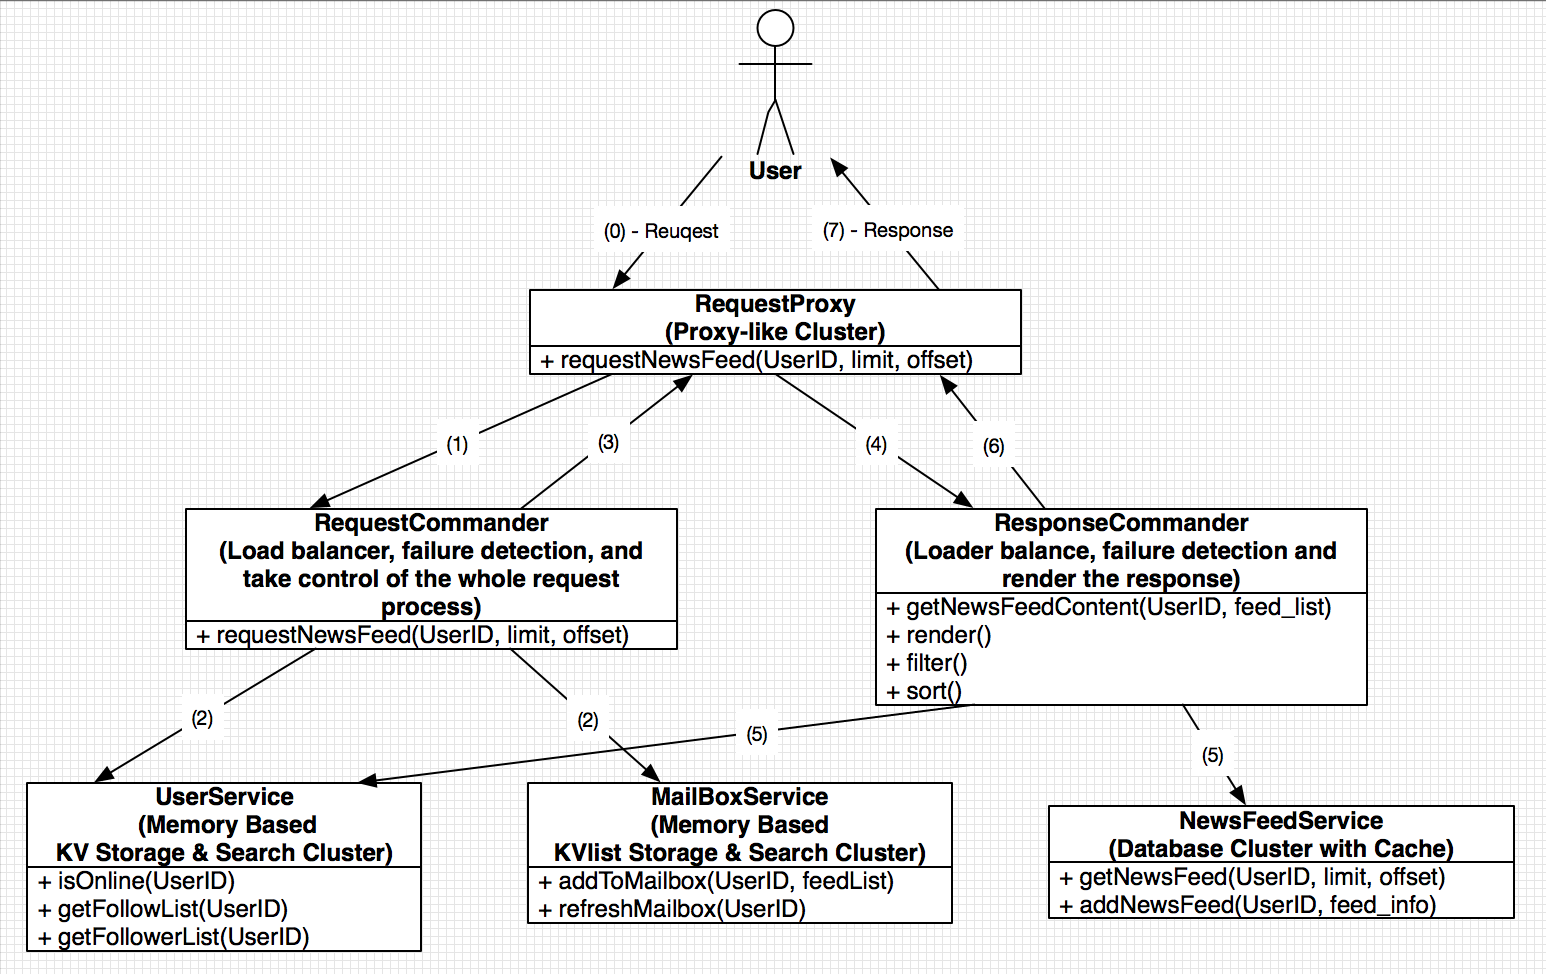 User
(0) - Reuqest
(7) - Response
RequestProxy
(Proxy-like Cluster)
+ requestNewsFeed(UserID, limit, offset)
(1)
(3)
(4)
(6)
RequestCommander
(Load balancer, failure detection, and
take control of the whole request
process)
+ requestNewsFeed(UserID, limit, offset)
ResponseCommander
(Loader balance, failure detection and
render the response)
+ getNewsFeedContent(UserID, feed_list)
+ render()
+ filter()
+ sort()
(2)
(2)
(5)
(5)
UserService
(Memory Based
KV Storage & Search Cluster)
+ isOnline(UserID)
+ getFollowList(UserID)
+ getFollowerList(UserID)
MailBoxService
(Memory Based
KVlist Storage & Search Cluster)
+ addToMailbox(UserID, feedList)
+ refreshMailbox(UserID)
NewsFeedService
(Database Cluster with Cache)
+ getNewsFeed(UserID, limit, offset)
+ addNewsFeed(UserID, feed_info)